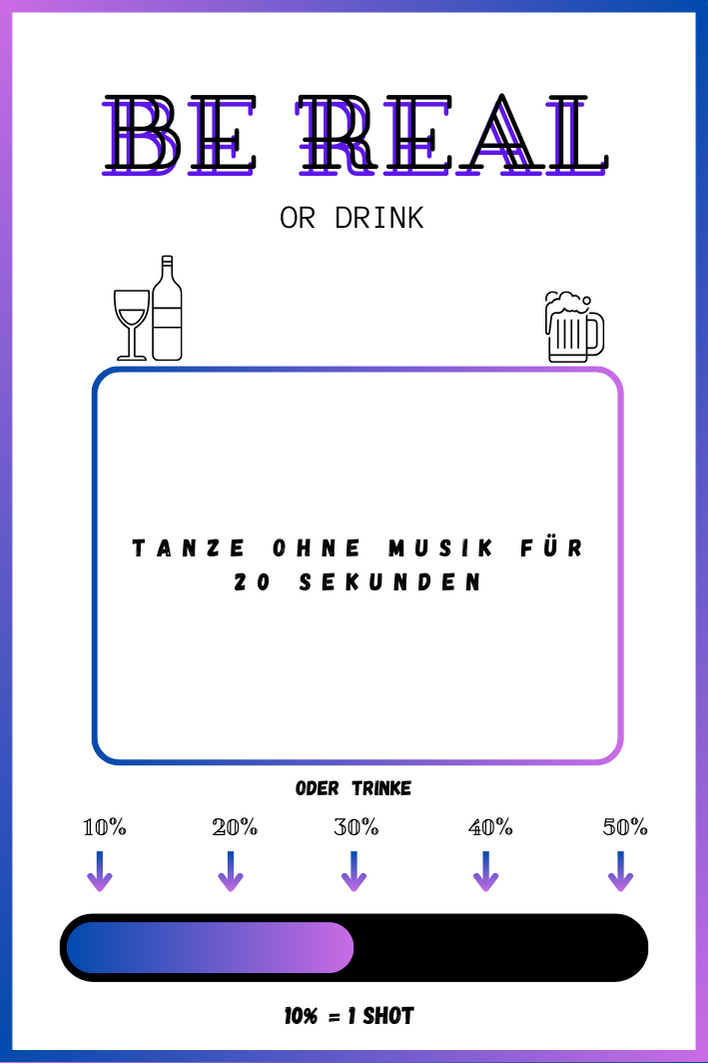 BE REAL
OR DRINK
TANZE OHNE MUSIK FÜR
20 SEKUNDEN
ODER TRINKE
10% 20% 30% 40% 50%
10% = 1 SHOT